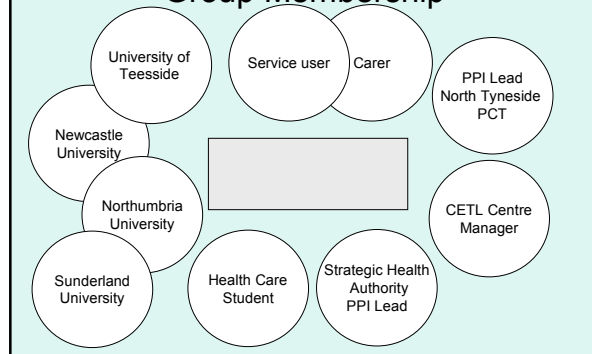 Group Membership
University of
Teesside
Service user
Carer
PPI Lead
North Tyneside
PCT
Newcastle
University
Northumbria
University
CETL Centre
Manager
Sunderland
University
Health Care
Student
Strategic Health
Authority
PPI Lead